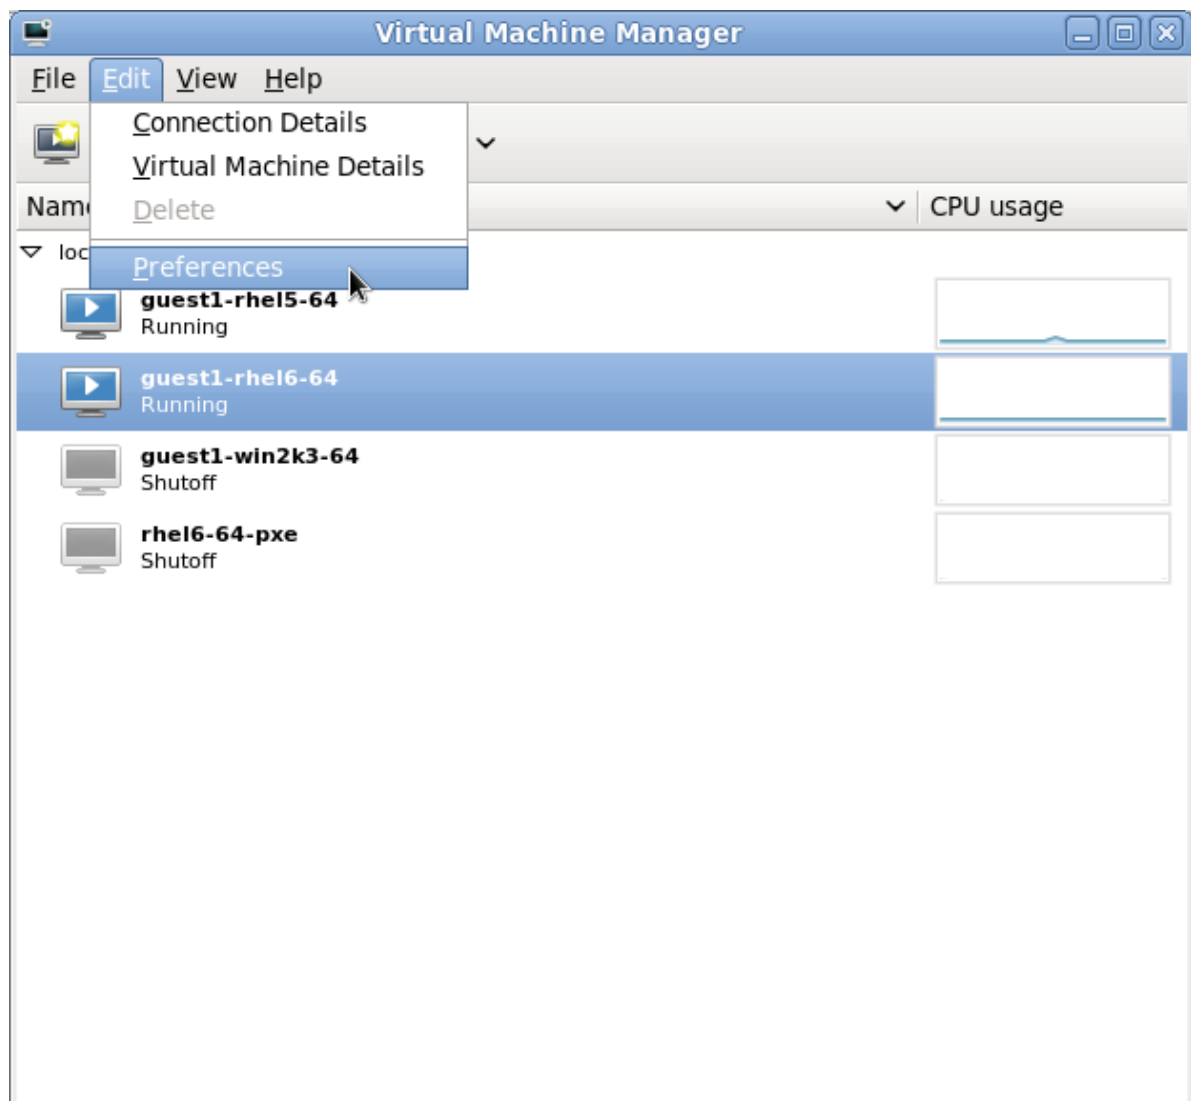 Virtual Machine Manager
File Edit View Help
Connection Details
Virtual Machine Details
Delete
Preferences
CPU usage
guest1-rhel5-64
Running
guest1-rhel6-64
Running
guest1-win2k3-64
Shutoff
rhel6-64-pxe
Shutoff